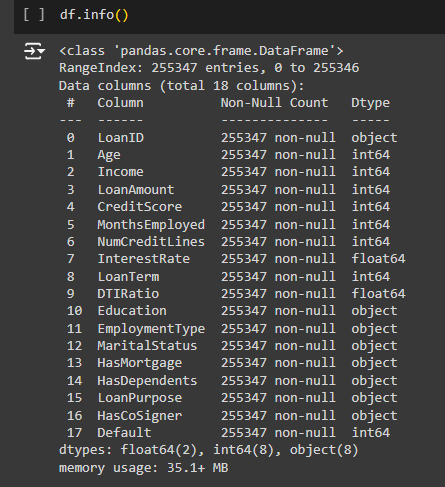 [ ] df.info()
<class 'pandas.core.frame.DataFrame'>
RangeIndex: 255347 entries, 0 to 255346
Data columns (total 18 columns):
 #   Column          Non-Null Count   Dtype
---  ------          --------------   -----
 0   LoanID          255347 non-null  object
 1   Age             255347 non-null  int64
 2   Income          255347 non-null  int64
 3   LoanAmount      255347 non-null  int64
 4   CreditScore     255347 non-null  int64
 5   MonthsEmployed  255347 non-null  int64
 6   NumCreditLines  255347 non-null  int64
 7   InterestRate    255347 non-null  float64
 8   LoanTerm        255347 non-null  int64
 9   DTIRatio        255347 non-null  float64
 10  Education       255347 non-null  object
 11  EmploymentType  255347 non-null  object
 12  MaritalStatus   255347 non-null  object
 13  HasMortgage     255347 non-null  object
 14  HasDependents   255347 non-null  object
 15  LoanPurpose     255347 non-null  object
 16  HasCoSigner     255347 non-null  object
 17  Default         255347 non-null  int64
dtypes: float64(2), int64(8), object(8)
memory usage: 35.1+ MB